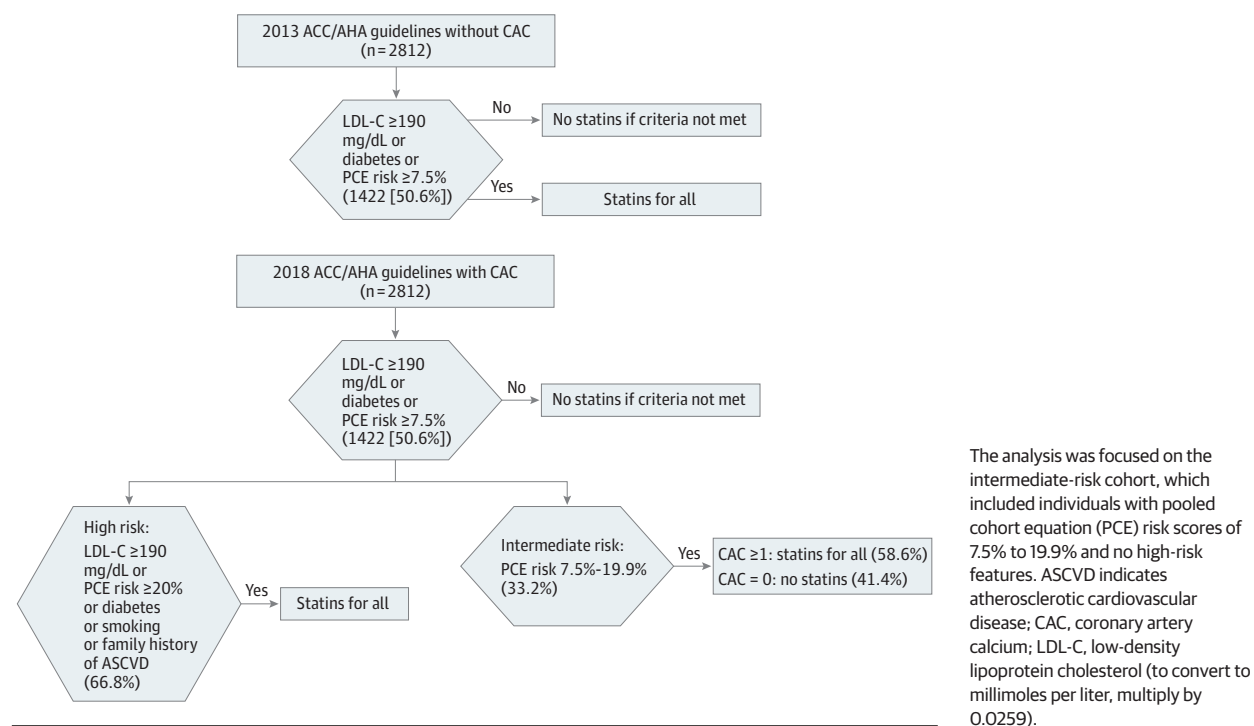 2013 ACC/AHA guidelines without CAC
(n=2812)
LDL-C ≥190
mg/dL or
diabetes or
PCE risk ≥7.5%
(1422 [50.6%])
No
No statins if criteria not met
Yes
Statins for all
2018 ACC/AHA guidelines with CAC
(n=2812)
LDL-C ≥190
mg/dL or
diabetes or
PCE risk ≥7.5%
(1422 [50.6%])
No
No statins if criteria not met
High risk:
LDL-C ≥190
mg/dL or
PCE risk ≥20%
or diabetes
or smoking
or family history
of ASCVD
(66.8%)
Yes
Statins for all
Intermediate risk:
PCE risk 7.5%-19.9%
(33.2%)
Yes
CAC ≥1: statins for all (58.6%)
CAC = 0: no statins (41.4%)
The analysis was focused on the
intermediate-risk cohort, which
included individuals with pooled
cohort equation (PCE) risk scores of
7.5% to 19.9% and no high-risk
features. ASCVD indicates
atherosclerotic cardiovascular
disease; CAC, coronary artery
calcium; LDL-C, low-density
lipoprotein cholesterol (to convert to
millimoles per liter, multiply by
0.0259).